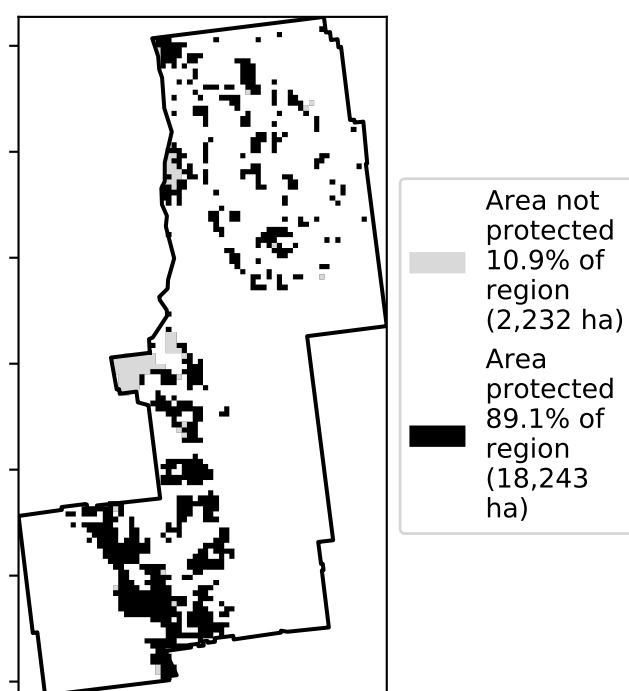 Area not
protected
10.9% of
region
(2,232 ha)
Area
protected
89.1% of
region
(18,243
ha)